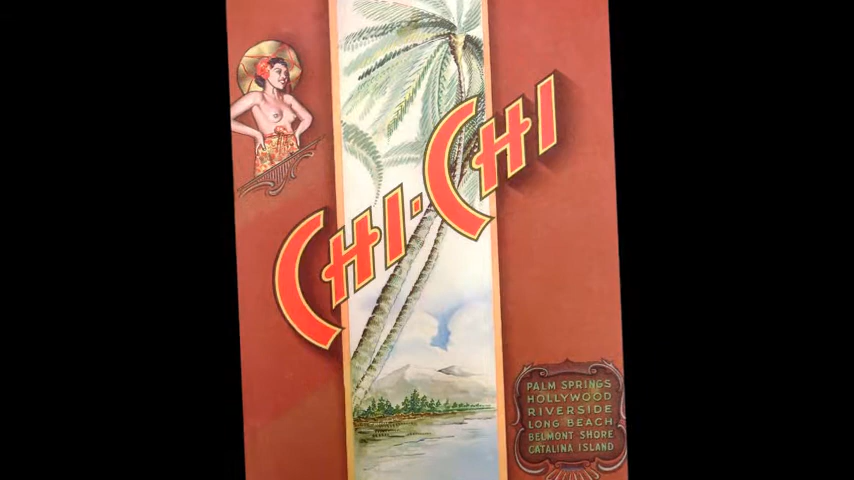 CHI·CHI
PALM SPRINGS
HOLLYWOOD
RIVERSIDE
LONG BEACH
BELMONT SHORE
CATALINA ISLAND